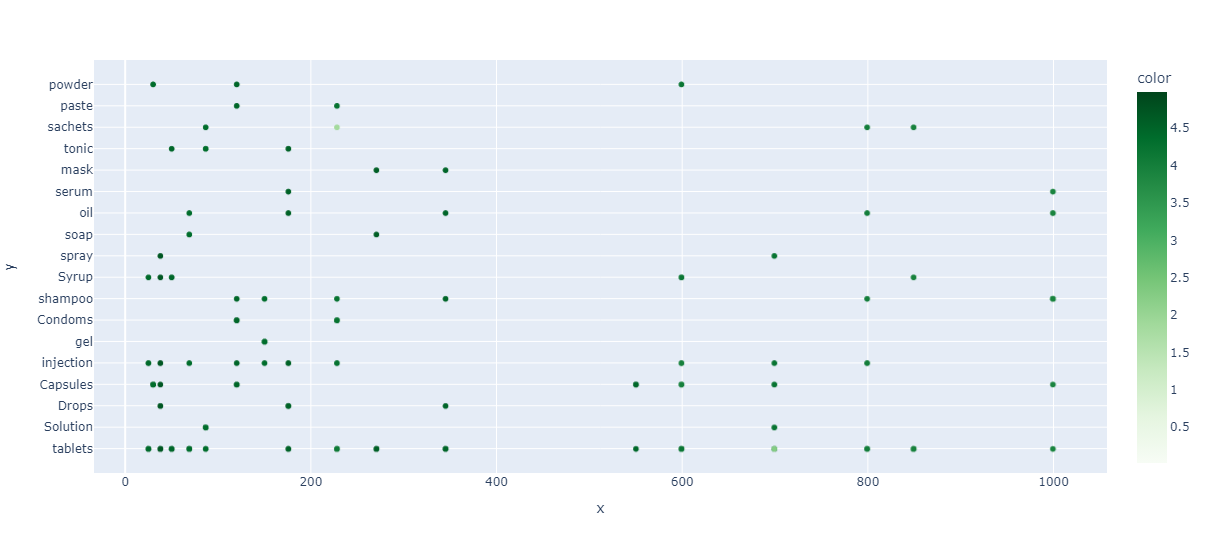 color
powder
paste
sachets
tonic
mask
serum
oil
soap
spray
Syrup
shampoo
Condoms
gel
injection
Capsules
Drops
Solution
tablets
y
0 200 400 600 800 1000
x
4.5
4
3.5
3
2.5
2
1.5
1
0.5